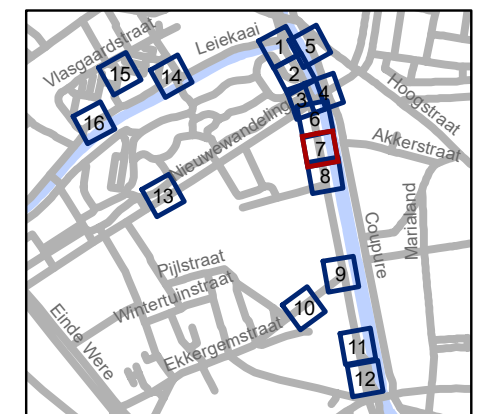 Vlasgaardstraat
Leiekaai
1
5
2
15
14
3
4
Hoogstraat
16
6
Nieuwewandeling
Akkerstraat
7
8
13
Marialand
Coupure
Pijlstraat
9
Wintertuinstraat
10
Einde Were
Ekkergemstraat
11
12